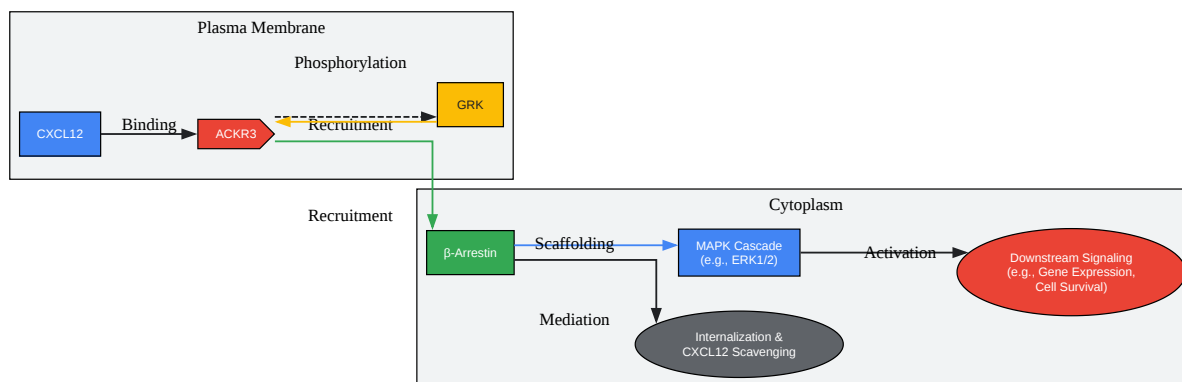 Plasma Membrane
Phosphorylation
GRK
CXCL12
Binding
ACKR3
Recruitment
Recruitment
Cytoplasm
β-Arrestin
Scaffolding
MAPK Cascade
(e.g., ERK1/2)
Activation
Downstream Signaling
(e.g., Gene Expression,
Cell Survival)
Mediation
Internalization &
CXCL12 Scavenging